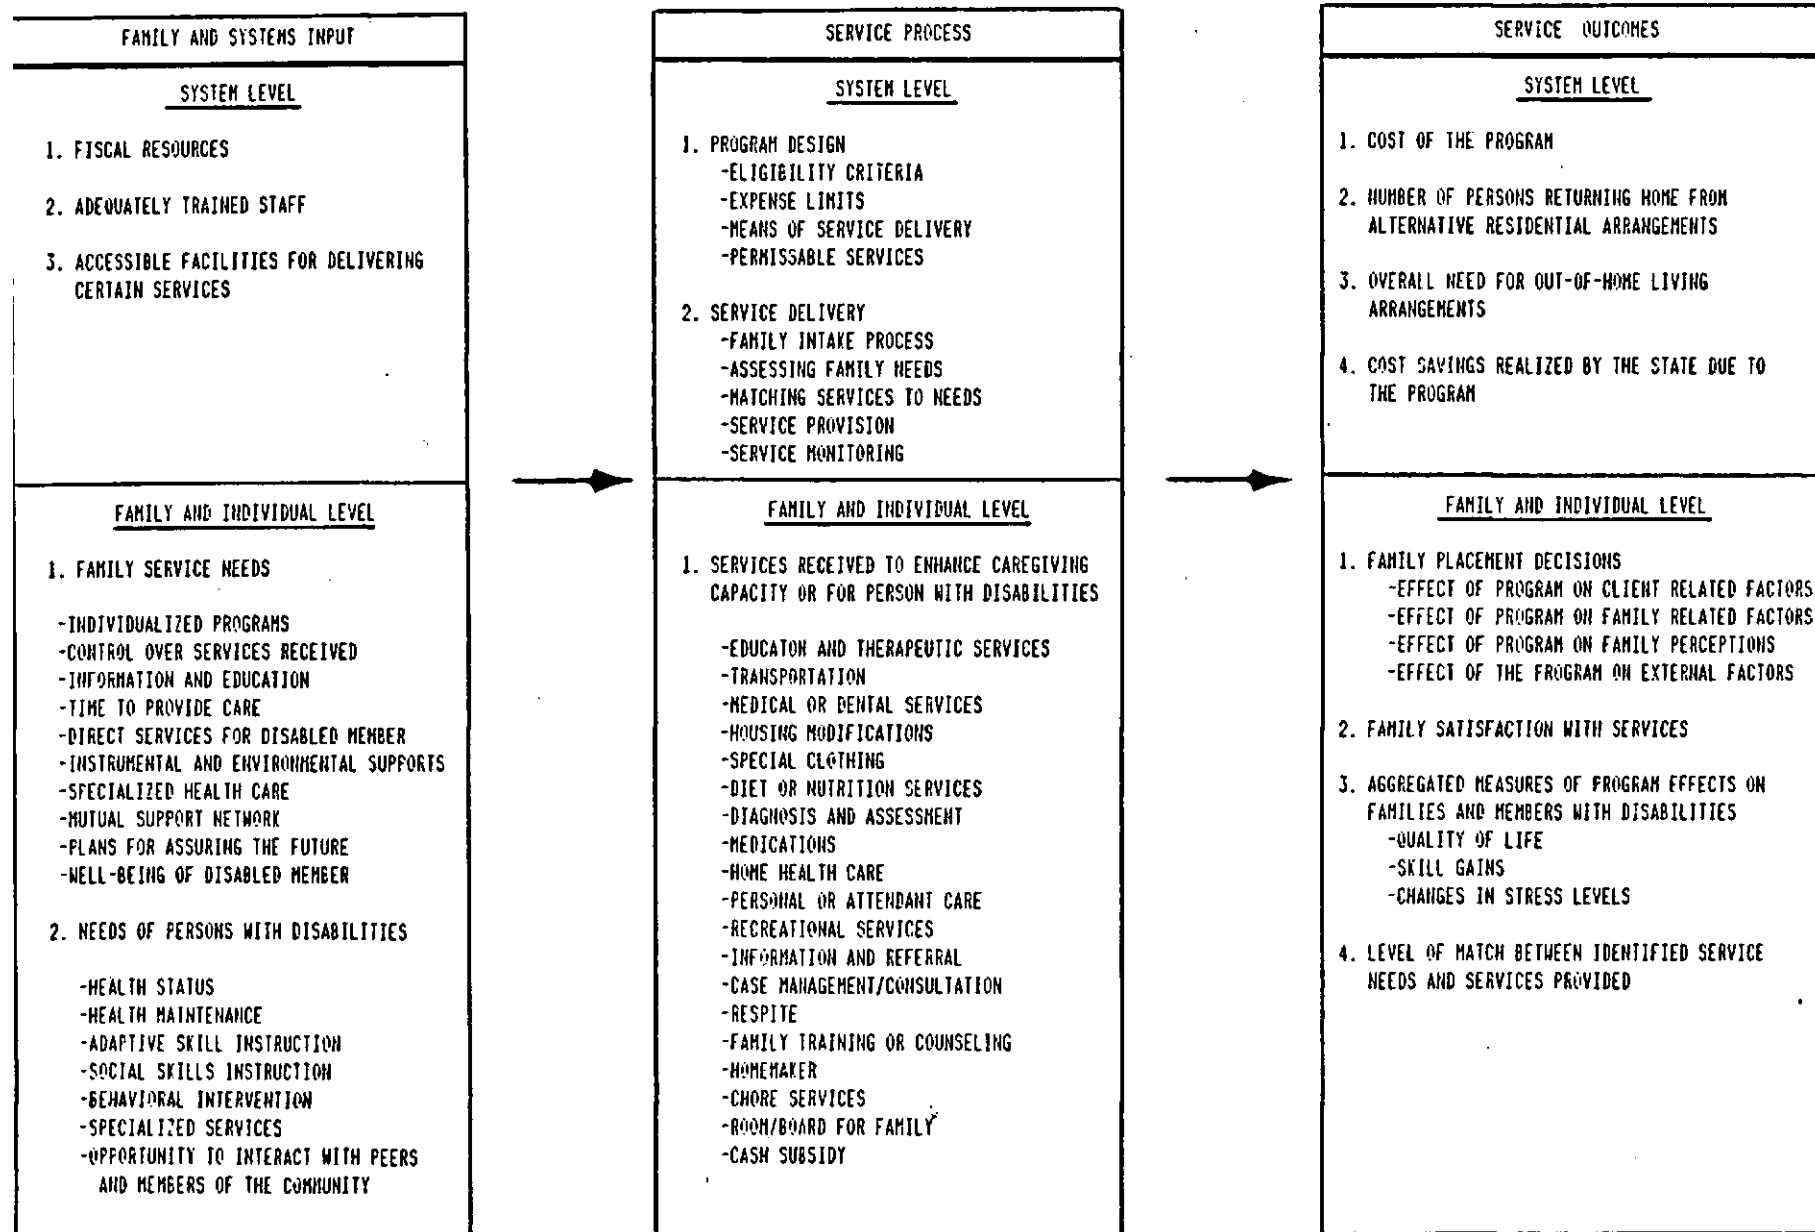 FAMILY AND SYSTEMS INPUT
SYSTEM LEVEL
1. FISCAL RESOURCES
2. ADEQUATELY TRAINED STAFF
3. ACCESSIBLE FACILITIES FOR DELIVERING
CERTAIN SERVICES
FAMILY AND INDIVIDUAL LEVEL
1. FAMILY SERVICE NEEDS
-INDIVIDUALIZED PROGRAMS
-CONTROL OVER SERVICES RECEIVED
-INFORMATION AND EDUCATION
-TIME TO PROVIDE CARE
-DIRECT SERVICES FOR DISABLED MEMBER
-INSTRUMENTAL AND ENVIRONMENTAL SUPPORTS
-SPECIALIZED HEALTH CARE
-MUTUAL SUPPORT NETWORK
-PLANS FOR ASSURING THE FUTURE
-WELL-BEING OF DISABLED MEMBER
2. NEEDS OF PERSONS WITH DISABILITIES
-HEALTH STATUS
-HEALTH MAINTENANCE
-ADAPTIVE SKILL INSTRUCTION
-SOCIAL SKILLS INSTRUCTION
-BEHAVIORAL INTERVENTION
-SPECIALIZED SERVICES
-OPPORTUNITY TO INTERACT WITH PEERS
AND MEMBERS OF THE COMMUNITY
SERVICE PROCESS
SYSTEM LEVEL
1. PROGRAM DESIGN
-ELIGIBILITY CRITERIA
-EXPENSE LIMITS
-MEANS OF SERVICE DELIVERY
-PERMISSABLE SERVICES
2. SERVICE DELIVERY
-FAMILY INTAKE PROCESS
-ASSESSING FAMILY NEEDS
-MATCHING SERVICES TO NEEDS
-SERVICE PROVISION
-SERVICE MONITORING
FAMILY AND INDIVIDUAL LEVEL
1. SERVICES RECEIVED TO ENHANCE CAREGIVING
CAPACITY OR FOR PERSON WITH DISABILITIES
-EDUCATON AND THERAPEUTIC SERVICES
-TRANSPORTATION
-MEDICAL OR DENTAL SERVICES
-HOUSING MODIFICATIONS
-SPECIAL CLOTHING
-DIET OR NUTRITION SERVICES
-DIAGNOSIS AND ASSESSMENT
-MEDICATIONS
-HOME HEALTH CARE
-PERSONAL OR ATTENDANT CARE
-RECREATIONAL SERVICES
-INFORMATION AND REFERRAL
-CASE MANAGEMENT/CONSULTATION
-RESPITE
-FAMILY TRAINING OR COUNSELING
-HOMEMAKER
-CHORE SERVICES
-ROOM/BOARD FOR FAMILY
-CASH SUBSIDY
SERVICE OUTCOMES
SYSTEM LEVEL
1. COST OF THE PROGRAM
2. NUMBER OF PERSONS RETURNING HOME FROM
ALTERNATIVE RESIDENTIAL ARRANGEMENTS
3. OVERALL NEED FOR OUT-OF-HOME LIVING
ARRANGEMENTS
4. COST SAVINGS REALIZED BY THE STATE DUE TO
THE PROGRAM
FAMILY AND INDIVIDUAL LEVEL
1. FAMILY PLACEMENT DECISIONS
-EFFECT OF PROGRAM ON CLIENT RELATED FACTORS
-EFFECT OF PROGRAM ON FAMILY RELATED FACTORS
-EFFECT OF PROGRAM ON FAMILY PERCEPTIONS
-EFFECT OF THE PROGRAM ON EXTERNAL FACTORS
2. FAMILY SATISFACTION WITH SERVICES
3. AGGREGATED MEASURES OF PROGRAM EFFECTS ON
FAMILIES AND MEMBERS WITH DISABILITIES
-QUALITY OF LIFE
-SKILL GAINS
-CHANGES IN STRESS LEVELS
4. LEVEL OF MATCH BETWEEN IDENTIFIED SERVICE
NEEDS AND SERVICES PROVIDED